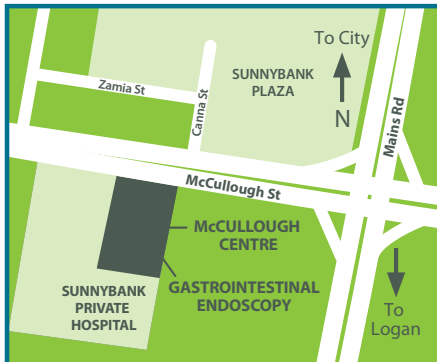 To City
SUNNYBANK
PLAZA
N
Zamia St
Canna St
Mains Rd
McCullough St
McCULLOUGH
CENTRE
GASTROINTESTINAL
ENDOSCOPY
SUNNYBANK
PRIVATE
HOSPITAL
To
Logan